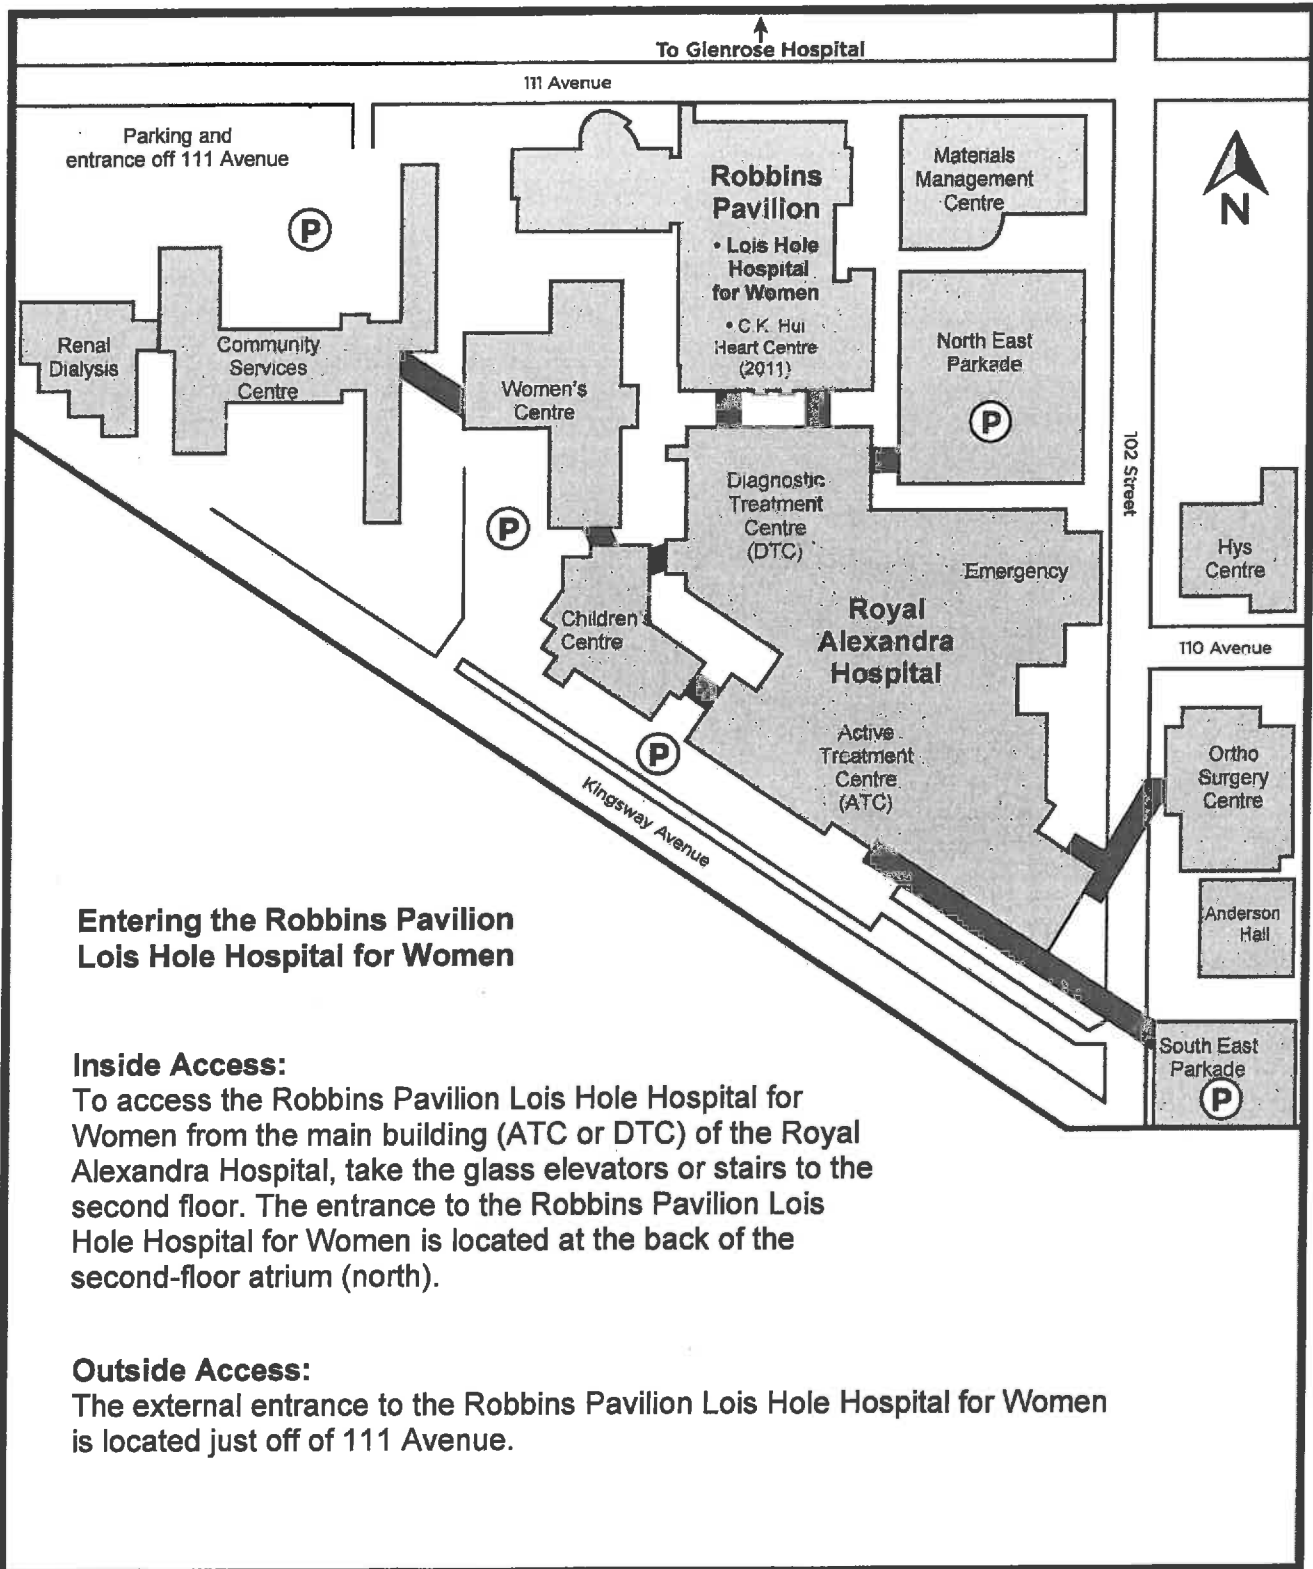 To Glenrose Hospital
111 Avenue
Parking and
entrance off 111 Avenue
P
Robbins
Pavilion
• Lois Hole
Hospital
for Women
• C.K. Hui
Heart Centre
(2011)
Materials
Management
Centre
N
Renal
Dialysis
Community
Services
Centre
Women's
Centre
North East
Parkade
P
102 Street
P
Diagnostic
Treatment
Centre
(DTC)
Emergency
Hys
Centre
Children's
Centre
Royal
Alexandra
Hospital
110 Avenue
P
Active
Treatment
Centre
(ATC)
Ortho
Surgery
Centre
Kingsway Avenue
Anderson
Hall
South East
Parkade
P
Entering the Robbins Pavilion
Lois Hole Hospital for Women
Inside Access:
To access the Robbins Pavilion Lois Hole Hospital for
Women from the main building (ATC or DTC) of the Royal
Alexandra Hospital, take the glass elevators or stairs to the
second floor. The entrance to the Robbins Pavilion Lois
Hole Hospital for Women is located at the back of the
second-floor atrium (north).
Outside Access:
The external entrance to the Robbins Pavilion Lois Hole Hospital for Women
is located just off of 111 Avenue.